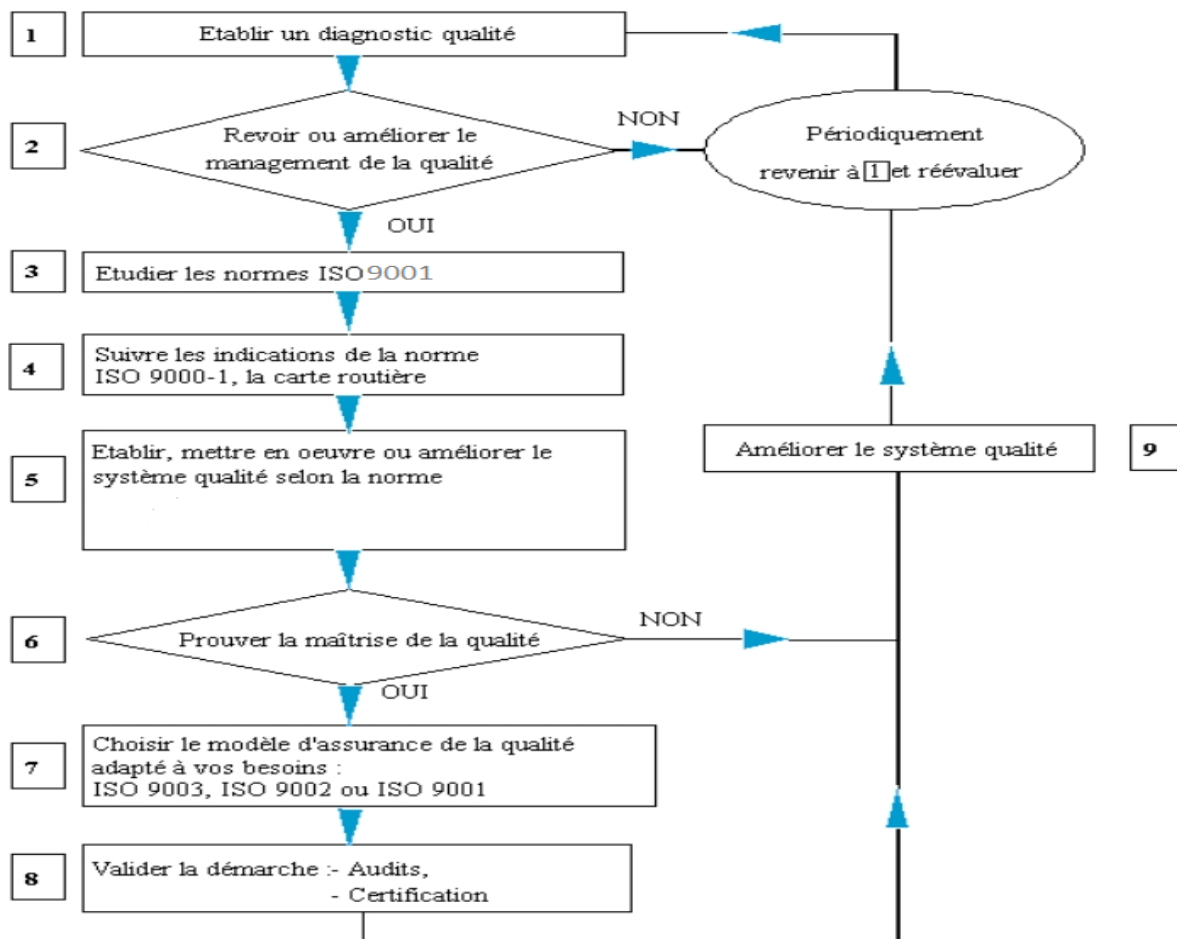 1
Etablir un diagnostic qualité
2
Revoir ou améliorer le
management de la qualité
NON
Périodiquement
revenir à 1 et réévaluer
OUI
3
Etudier les normes ISO 9001
4
Suivre les indications de la norme
ISO 9000-1, la carte routière
5
Etablir, mettre en oeuvre ou améliorer le
système qualité selon la norme
Améliorer le système qualité
9
6
Prouver la maîtrise de la qualité
NON
OUI
7
Choisir le modèle d'assurance de la qualité
adapté à vos besoins :
ISO 9003, ISO 9002 ou ISO 9001
8
Valider la démarche :- Audits,
- Certification